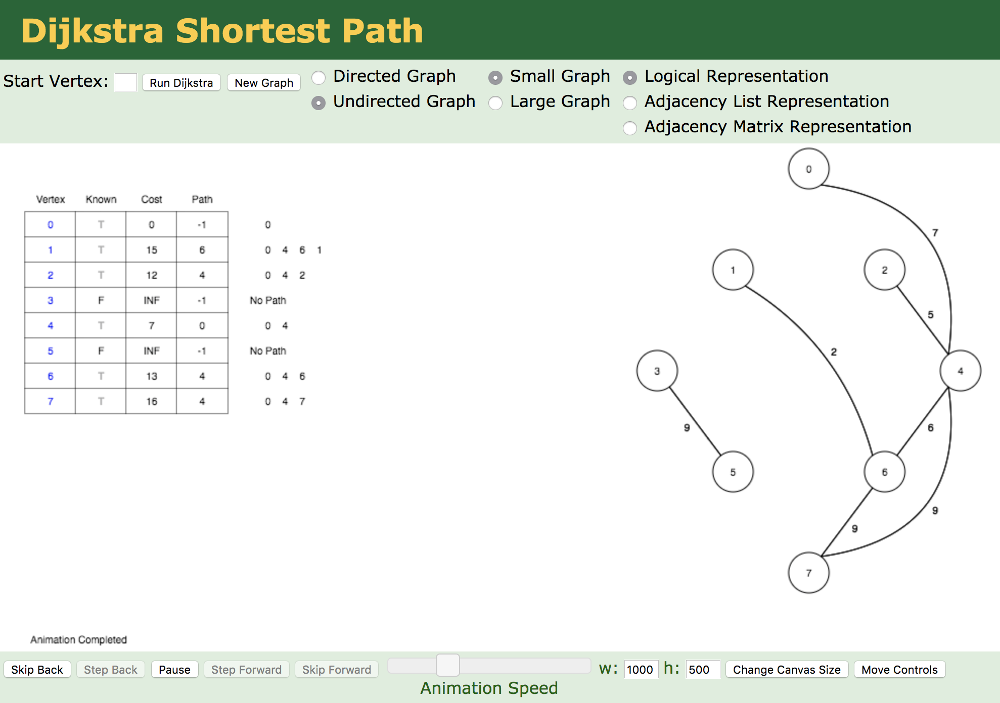 Dijkstra Shortest Path
Start Vertex: Run Dijkstra New Graph
Directed Graph
Undirected Graph
Small Graph
Large Graph
Logical Representation
Adjacency List Representation
Adjacency Matrix Representation
Vertex Known Cost Path
0 T 0 -1 0
1 T 15 6 0 4 6 1
2 T 12 4 0 4 2
3 F INF -1 No Path
4 T 7 0 0 4
5 F INF -1 No Path
6 T 13 4 0 4 6
7 T 16 4 0 4 7
0
7
1
2
5
2
3
4
9
6
5
6
9
9
7
Animation Completed
Skip Back Step Back Pause Step Forward Skip Forward w: 1000 h: 500 Change Canvas Size Move Controls
Animation Speed